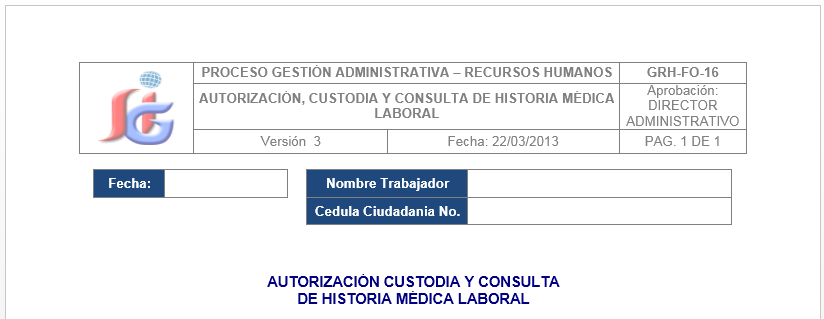 PROCESO GESTIÓN ADMINISTRATIVA – RECURSOS HUMANOS
GRH-FO-16
AUTORIZACIÓN, CUSTODIA Y CONSULTA DE HISTORIA MÉDICA
LABORAL
Aprobación:
DIRECTOR
ADMINISTRATIVO
Versión 3
Fecha: 22/03/2013
PAG. 1 DE 1
Fecha:
Nombre Trabajador
Cedula Ciudadania No.
AUTORIZACIÓN CUSTODIA Y CONSULTA
DE HISTORIA MÉDICA LABORAL